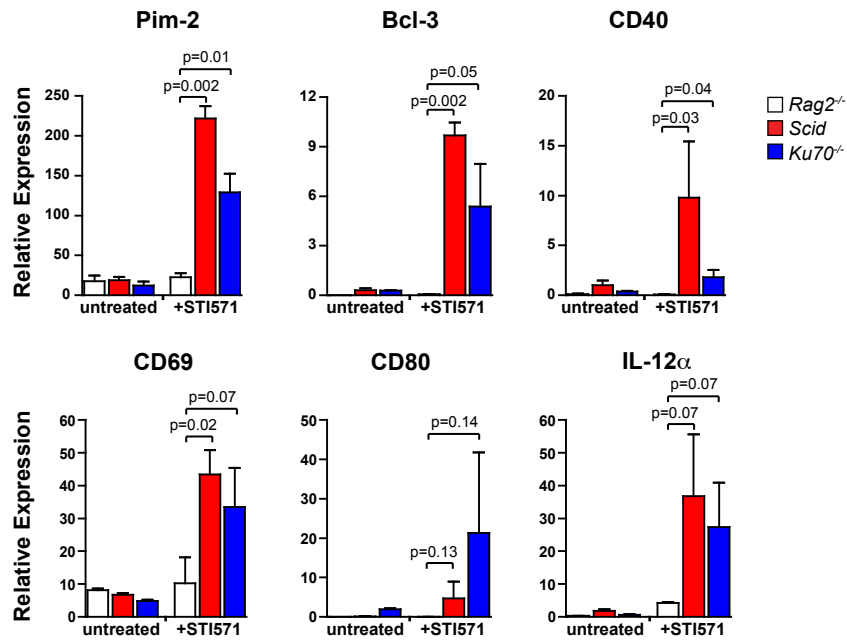 Pim-2
Bcl-3
CD40
Relative Expression
250
200
150
100
50
0
p=0.01
p=0.002
untreated
+STI571
12
9
6
3
0
p=0.05
p=0.002
untreated
+STI571
20
15
10
5
0
p=0.04
p=0.03
untreated
+STI571
Rag2-/-
Scid
Ku70-/-
CD69
CD80
IL-12α
Relative Expression
60
50
40
30
20
10
0
p=0.07
p=0.02
untreated
+STI571
50
40
30
20
10
0
p=0.14
p=0.13
untreated
+STI571
60
50
40
30
20
10
0
p=0.07
p=0.07
untreated
+STI571